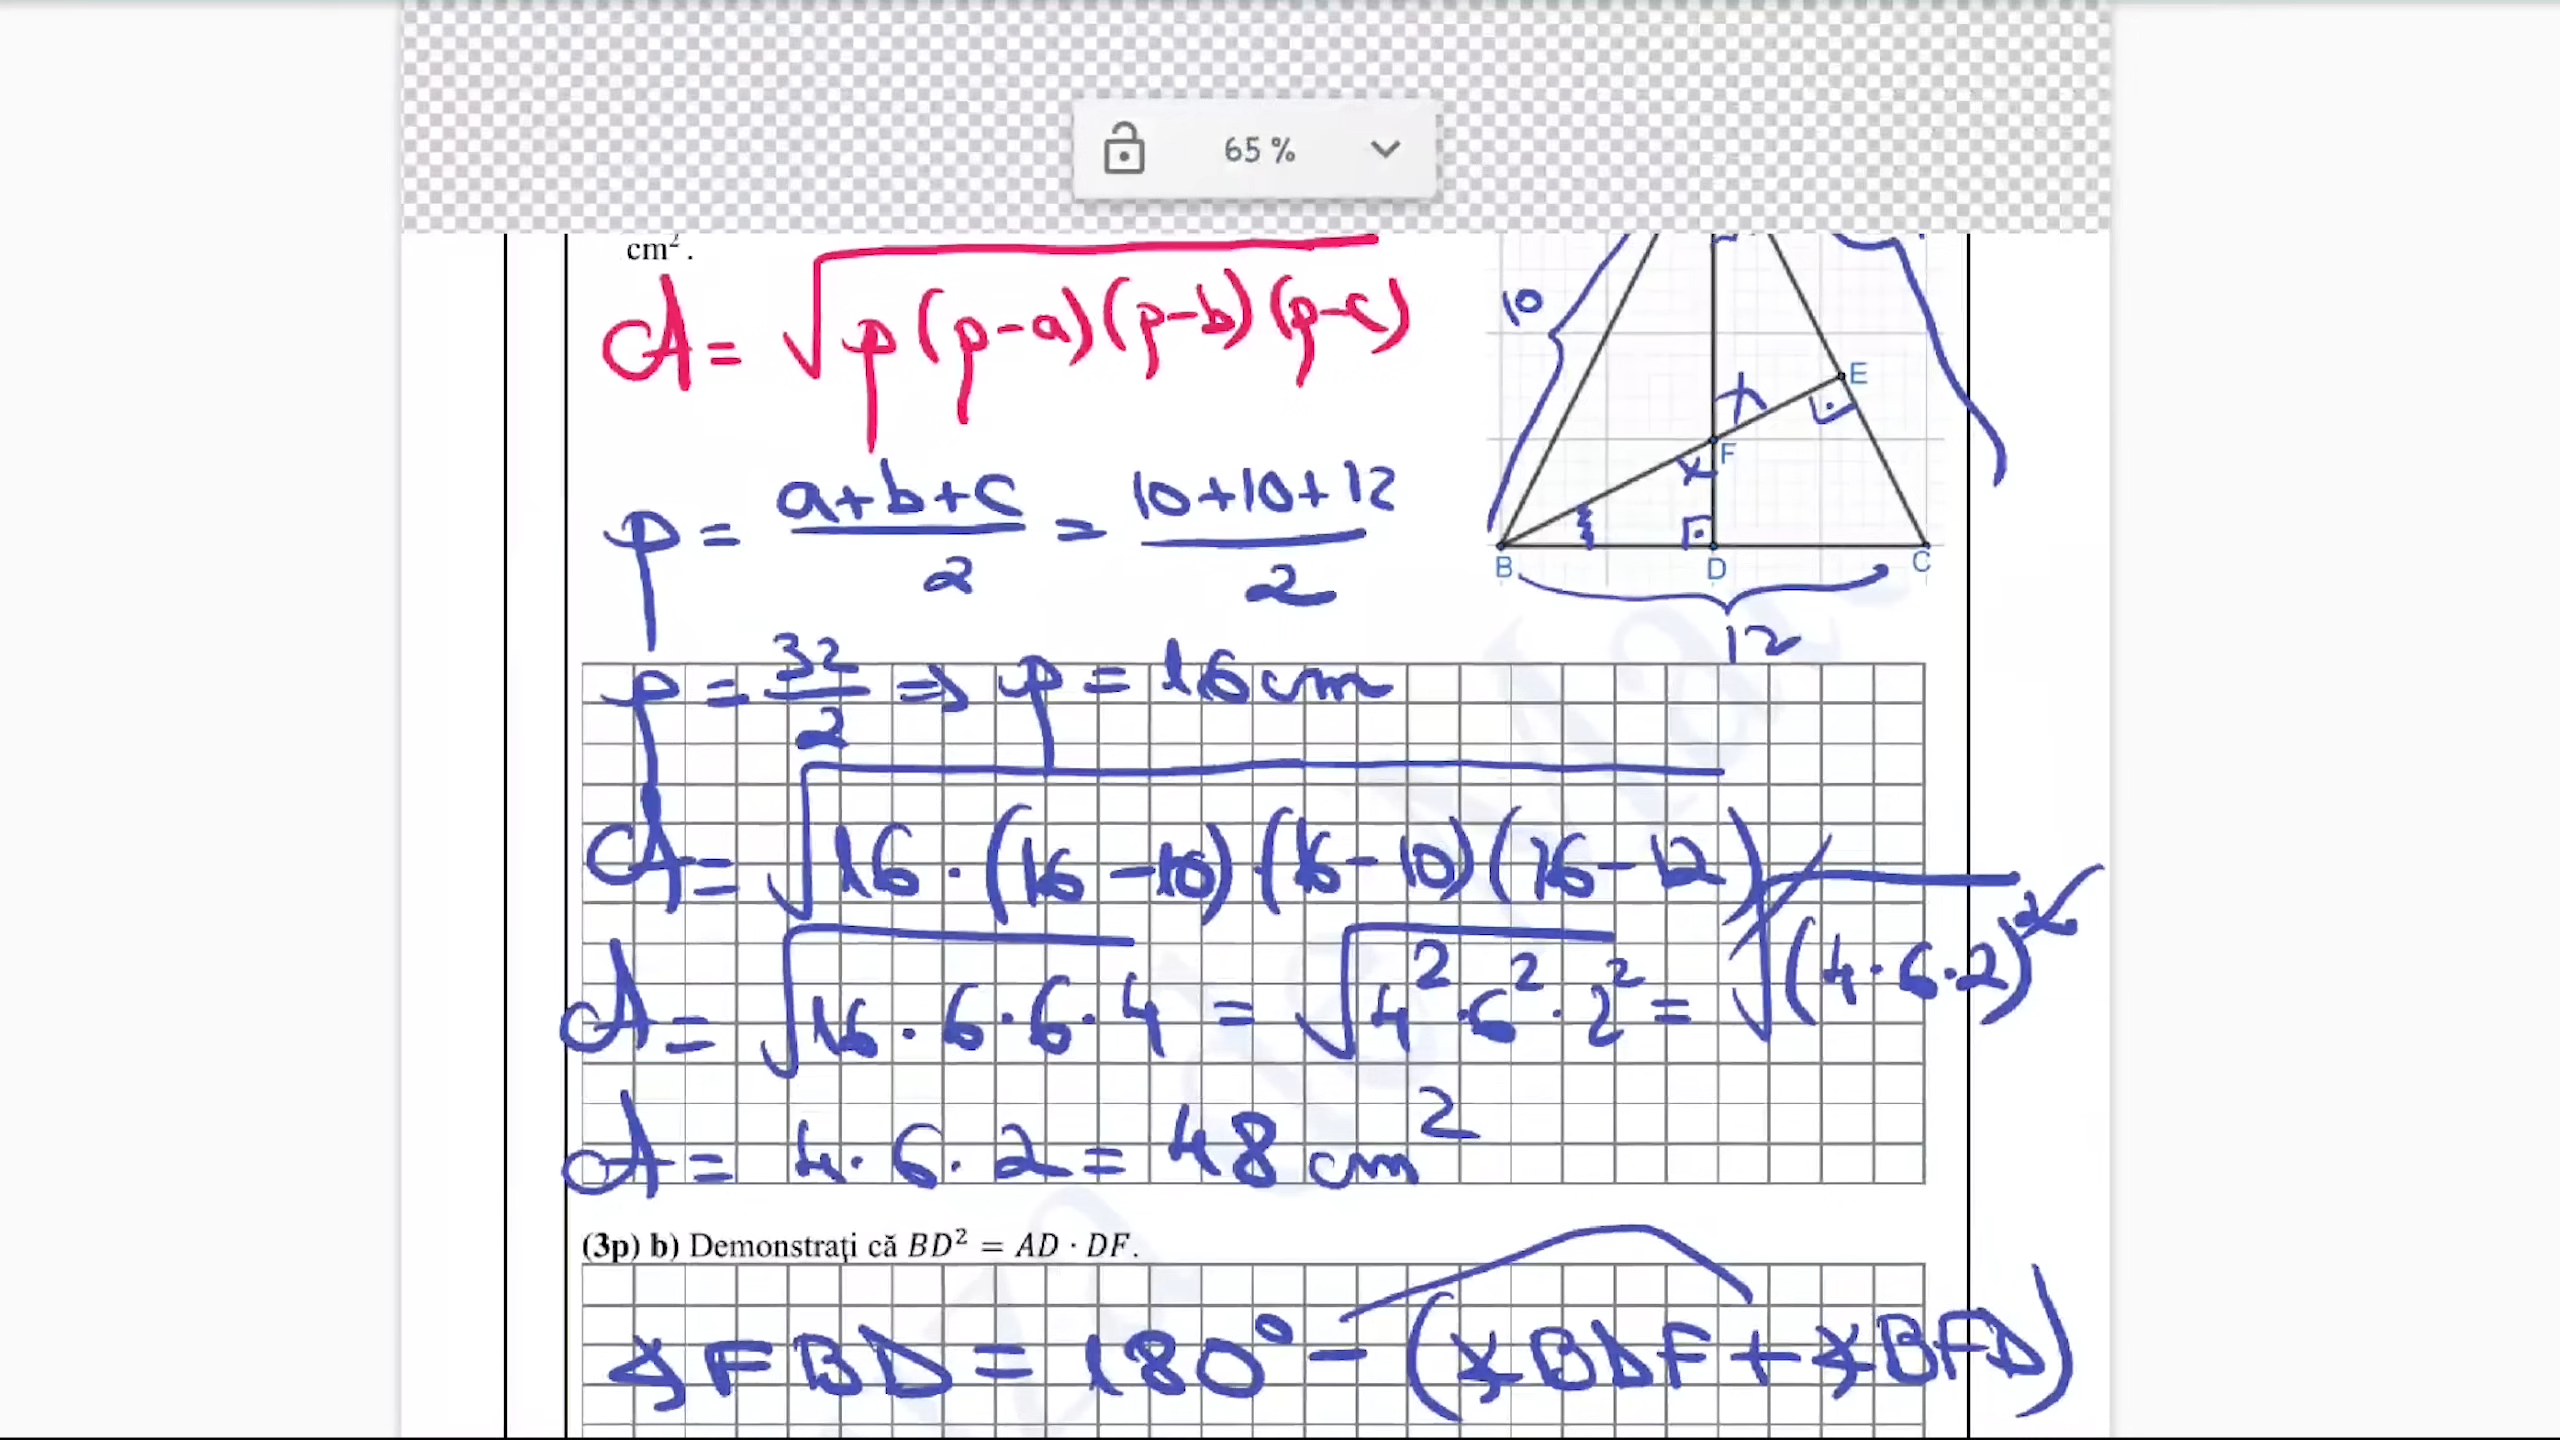 65 %
cm².
A = √p(p-a)(p-b)(p-c)
10
E
F
x
x
B D C
12
p = (a+b+c)/2 = (10+10+12)/2
p = 32/2 => p = 16 cm
A = √16·(16-10)(16-10)(16-12)
A = √16·6·6·4 = √4²·6²·2² = √(4·6·2)²
A = 4·6·2 = 48 cm²
(3p) b) Demonstrați că BD² = AD · DF.
∢FBD = 180° - (∢BDF + ∢BFD)